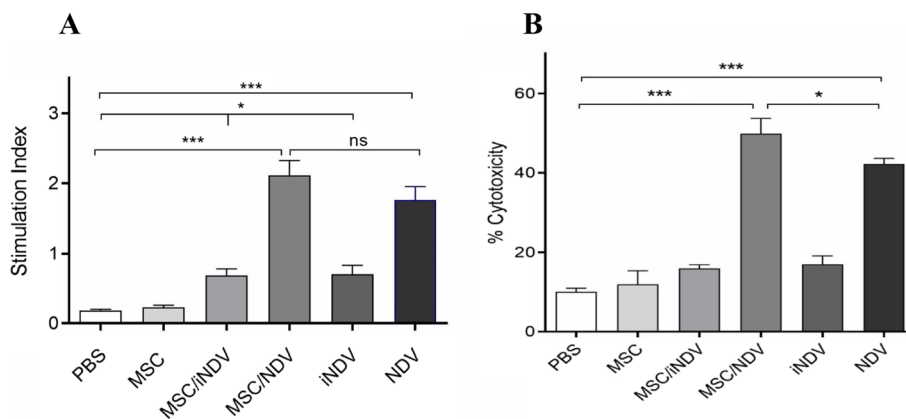 A
Stimulation Index
3
2
1
0
***
*
***
ns
PBS
MSC
MSC/iNDV
MSC/NDV
iNDV
NDV
B
% Cytotoxicity
60
40
20
0
***
***
*
PBS
MSC
MSC/iNDV
MSC/NDV
iNDV
NDV